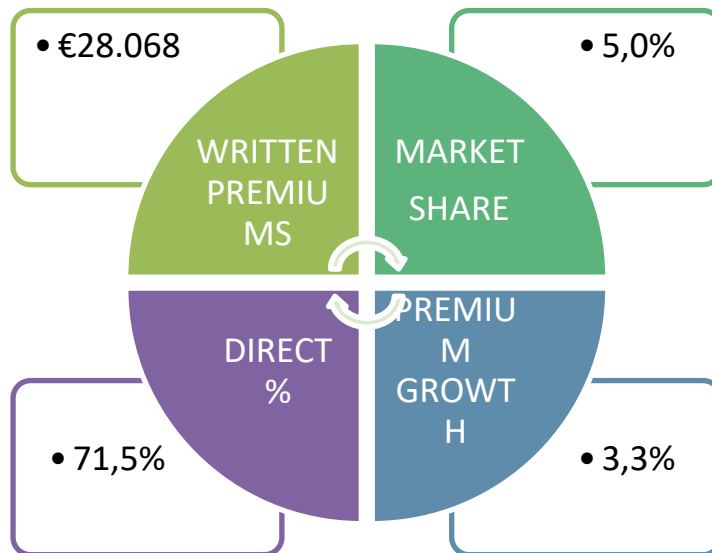 • €28.068
• 5,0%
WRITTEN
PREMIU
MS
MARKET
SHARE
DIRECT
%
PREMIU
M
GROWT
H
• 71,5%
• 3,3%